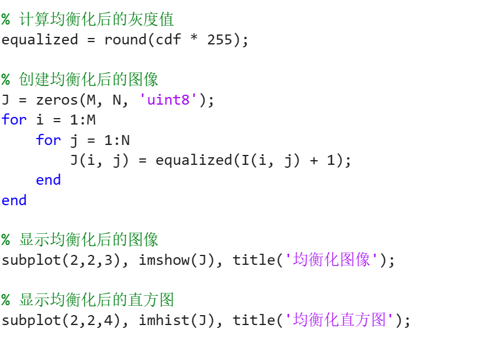 % 计算均衡化后的灰度值
equalized = round(cdf * 255);
% 创建均衡化后的图像
J = zeros(M, N, 'uint8');
for i = 1:M
    for j = 1:N
        J(i, j) = equalized(I(i, j) + 1);
    end
end
% 显示均衡化后的图像
subplot(2,2,3), imshow(J), title('均衡化图像');
% 显示均衡化后的直方图
subplot(2,2,4), imhist(J), title('均衡化直方图');